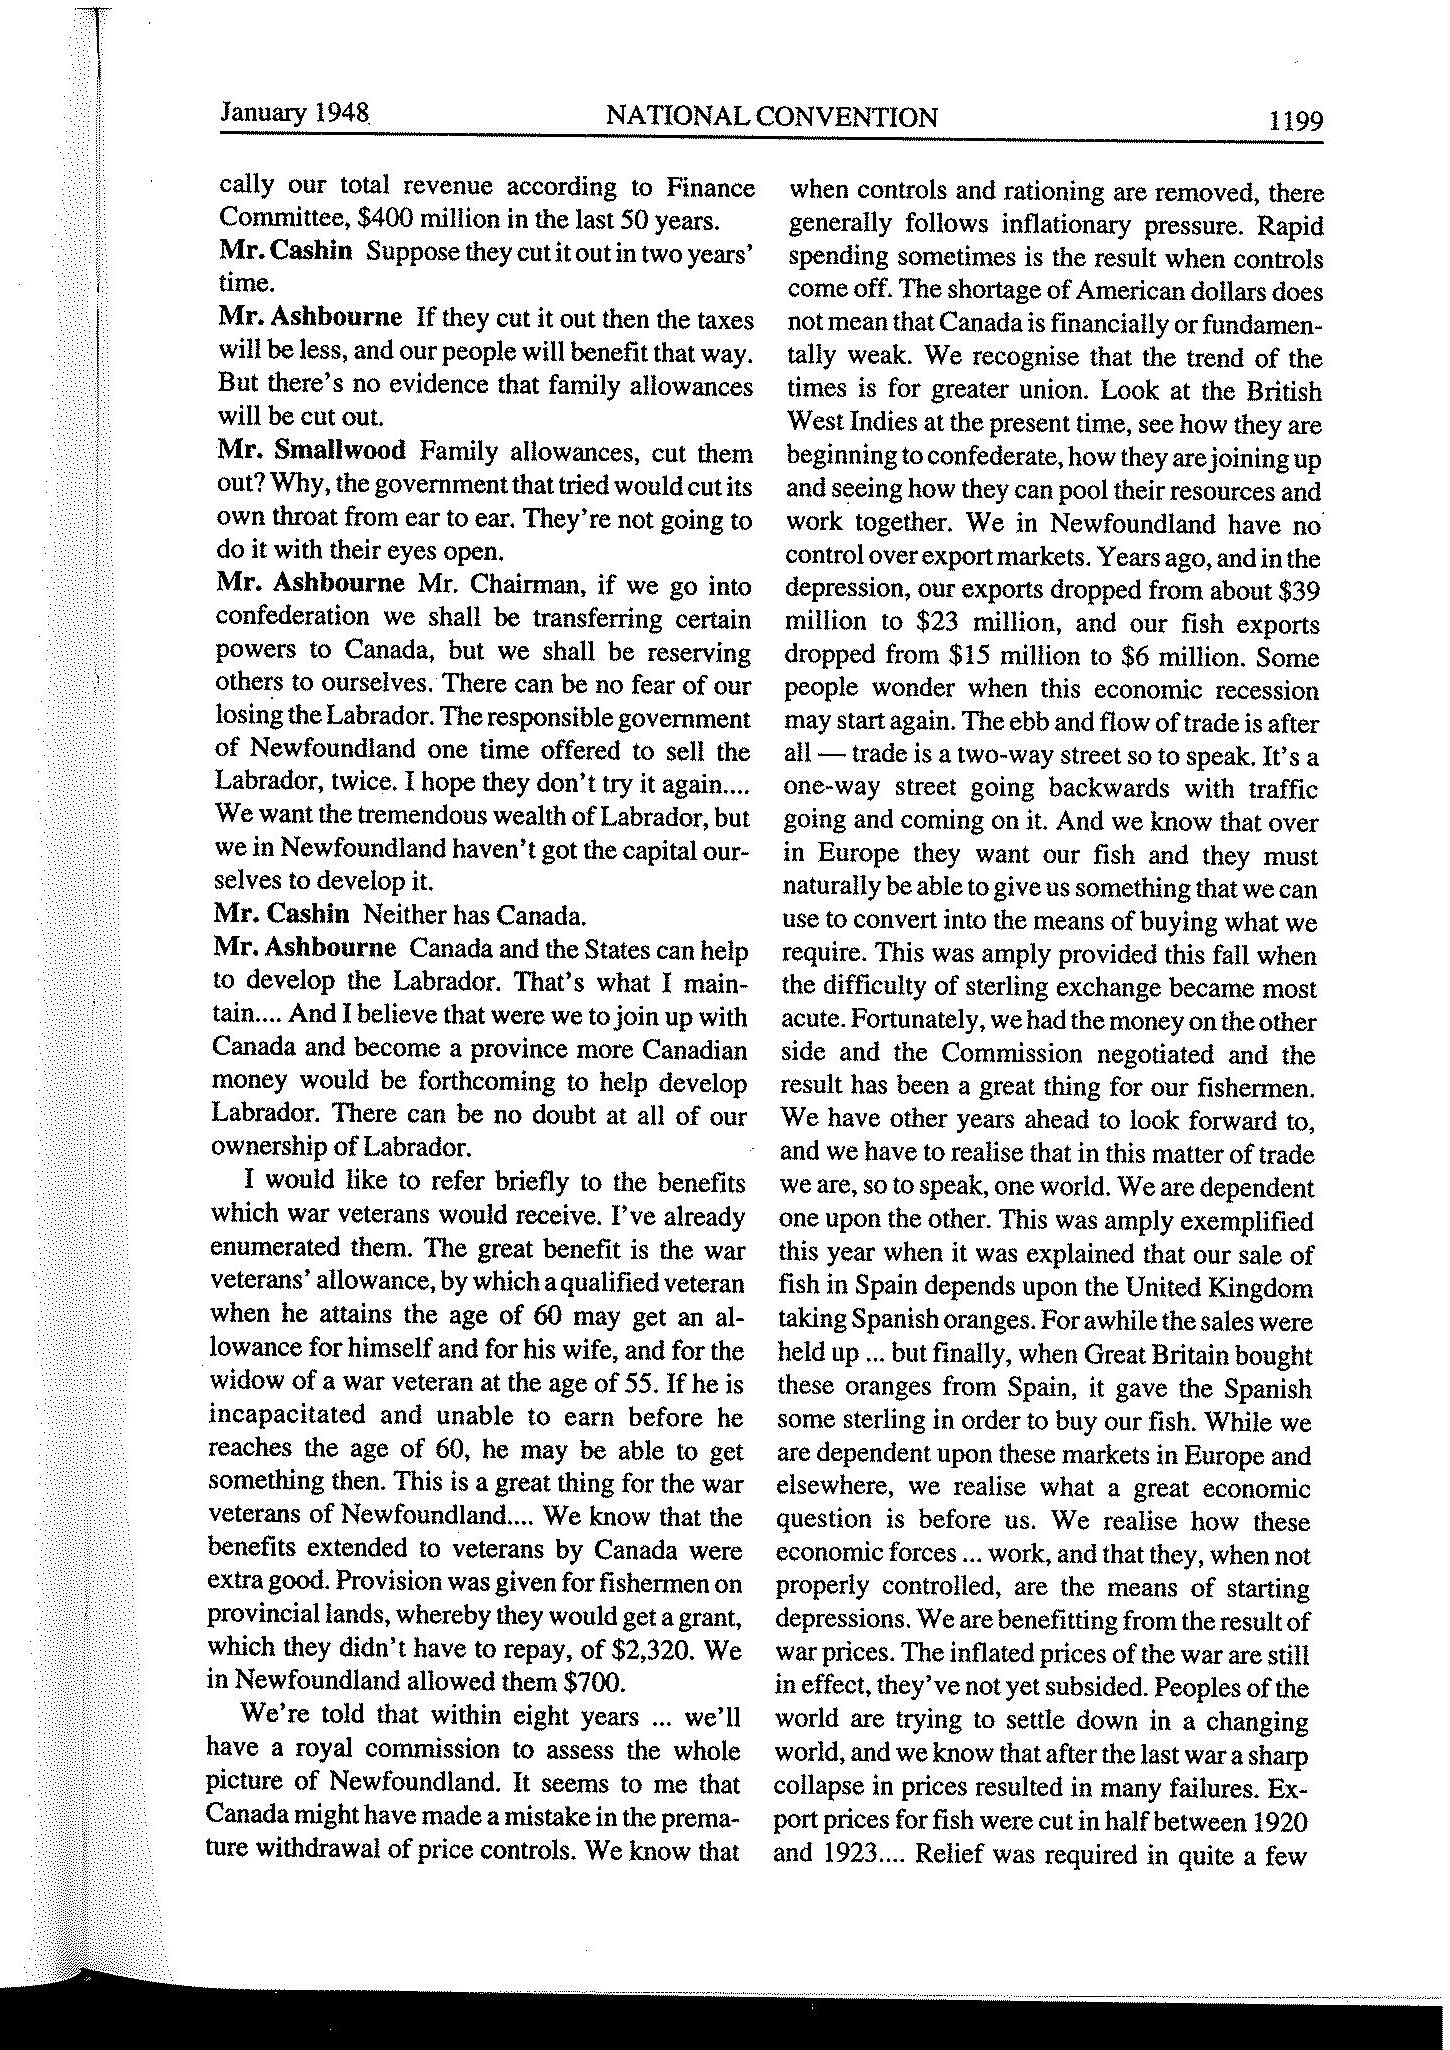 January 1948 NATIONAL CONVENTION 1199
cally our total revenue according to Finance
Committee, $400 million in the last 50 years.
Mr. Cashin Suppose they cut it out in two years'
time.
Mr. Ashbourne If they cut it out then the taxes
will be less, and our people will benefit that way.
But there's no evidence that family allowances
will be cut out.
Mr. Smallwood Family allowances, cut them
out? Why, the government that tried would cut its
own throat from ear to ear. They're not going to
do it with their eyes open.
Mr. Ashbourne Mr. Chairman, if we go into
confederation we shall be transferring certain
powers to Canada, but we shall be reserving
others to ourselves. There can be no fear of our
losing the Labrador. The responsible government
of Newfoundland one time offered to sell the
Labrador, twice. I hope they don't try it again....
We want the tremendous wealth of Labrador, but
we in Newfoundland haven't got the capital our-
selves to develop it.
Mr. Cashin Neither has Canada.
Mr. Ashbourne Canada and the States can help
to develop the Labrador. That's what I main-
tain.... And I believe that were we to join up with
Canada and become a province more Canadian
money would be forthcoming to help develop
Labrador. There can be no doubt at all of our
ownership of Labrador.
I would like to refer briefly to the benefits
which war veterans would receive. I've already
enumerated them. The great benefit is the war
veterans' allowance, by which a qualified veteran
when he attains the age of 60 may get an al-
lowance for himself and for his wife, and for the
widow of a war veteran at the age of 55. If he is
incapacitated and unable to earn before he
reaches the age of 60, he may be able to get
something then. This is a great thing for the war
veterans of Newfoundland.... We know that the
benefits extended to veterans by Canada were
extra good. Provision was given for fishermen on
provincial lands, whereby they would get a grant,
which they didn't have to repay, of $2,320. We
in Newfoundland allowed them $700.
We're told that within eight years ... we'll
have a royal commission to assess the whole
picture of Newfoundland. It seems to me that
Canada might have made a mistake in the prema-
ture withdrawal of price controls. We know that
when controls and rationing are removed, there
generally follows inflationary pressure. Rapid
spending sometimes is the result when controls
come off. The shortage of American dollars does
not mean that Canada is financially or fundamen-
tally weak. We recognise that the trend of the
times is for greater union. Look at the British
West Indies at the present time, see how they are
beginning to confederate, how they are joining up
and seeing how they can pool their resources and
work together. We in Newfoundland have no
control over export markets. Years ago, and in the
depression, our exports dropped from about $39
million to $23 million, and our fish exports
dropped from $15 million to $6 million. Some
people wonder when this economic recession
may start again. The ebb and flow of trade is after
all — trade is a two-way street so to speak. It's a
one-way street going backwards with traffic
going and coming on it. And we know that over
in Europe they want our fish and they must
naturally be able to give us something that we can
use to convert into the means of buying what we
require. This was amply provided this fall when
the difficulty of sterling exchange became most
acute. Fortunately, we had the money on the other
side and the Commission negotiated and the
result has been a great thing for our fishermen.
We have other years ahead to look forward to,
and we have to realise that in this matter of trade
we are, so to speak, one world. We are dependent
one upon the other. This was amply exemplified
this year when it was explained that our sale of
fish in Spain depends upon the United Kingdom
taking Spanish oranges. For awhile the sales were
held up ... but finally, when Great Britain bought
these oranges from Spain, it gave the Spanish
some sterling in order to buy our fish. While we
are dependent upon these markets in Europe and
elsewhere, we realise what a great economic
question is before us. We realise how these
economic forces ... work, and that they, when not
properly controlled, are the means of starting
depressions. We are benefitting from the result of
war prices. The inflated prices of the war are still
in effect, they've not yet subsided. Peoples of the
world are trying to settle down in a changing
world, and we know that after the last war a sharp
collapse in prices resulted in many failures. Ex-
port prices for fish were cut in half between 1920
and 1923.... Relief was required in quite a few